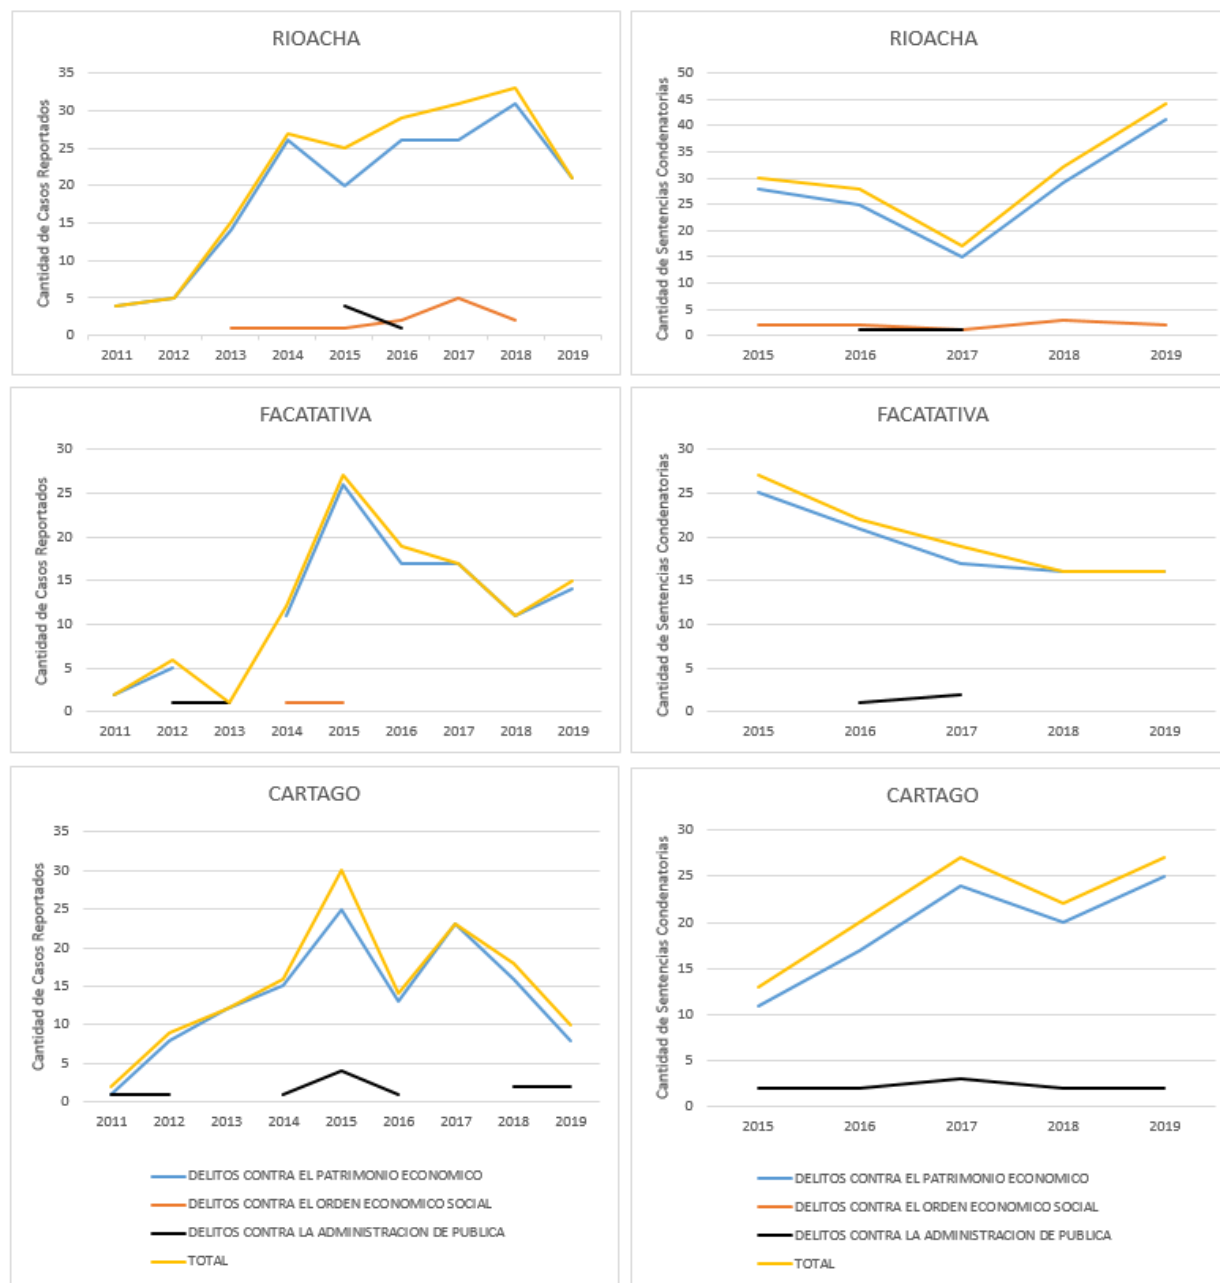 RIOACHA
Cantidad de Casos Reportados
35
30
25
20
15
10
5
0
2011 2012 2013 2014 2015 2016 2017 2018 2019
RIOACHA
Cantidad de Sentencias Condenatorias
50
45
40
35
30
25
20
15
10
5
0
2015 2016 2017 2018 2019
FACATATIVA
Cantidad de Casos Reportados
30
25
20
15
10
5
0
2011 2012 2013 2014 2015 2016 2017 2018 2019
FACATATIVA
Cantidad de Sentencias Condenatorias
30
25
20
15
10
5
0
2015 2016 2017 2018 2019
CARTAGO
Cantidad de Casos Reportados
35
30
25
20
15
10
5
0
2011 2012 2013 2014 2015 2016 2017 2018 2019
DELITOS CONTRA EL PATRIMONIO ECONOMICO
DELITOS CONTRA EL ORDEN ECONOMICO SOCIAL
DELITOS CONTRA LA ADMINISTRACION DE PUBLICA
TOTAL
CARTAGO
Cantidad de Sentencias Condenatorias
30
25
20
15
10
5
0
2015 2016 2017 2018 2019
DELITOS CONTRA EL PATRIMONIO ECONOMICO
DELITOS CONTRA EL ORDEN ECONOMICO SOCIAL
DELITOS CONTRA LA ADMINISTRACION DE PUBLICA
TOTAL